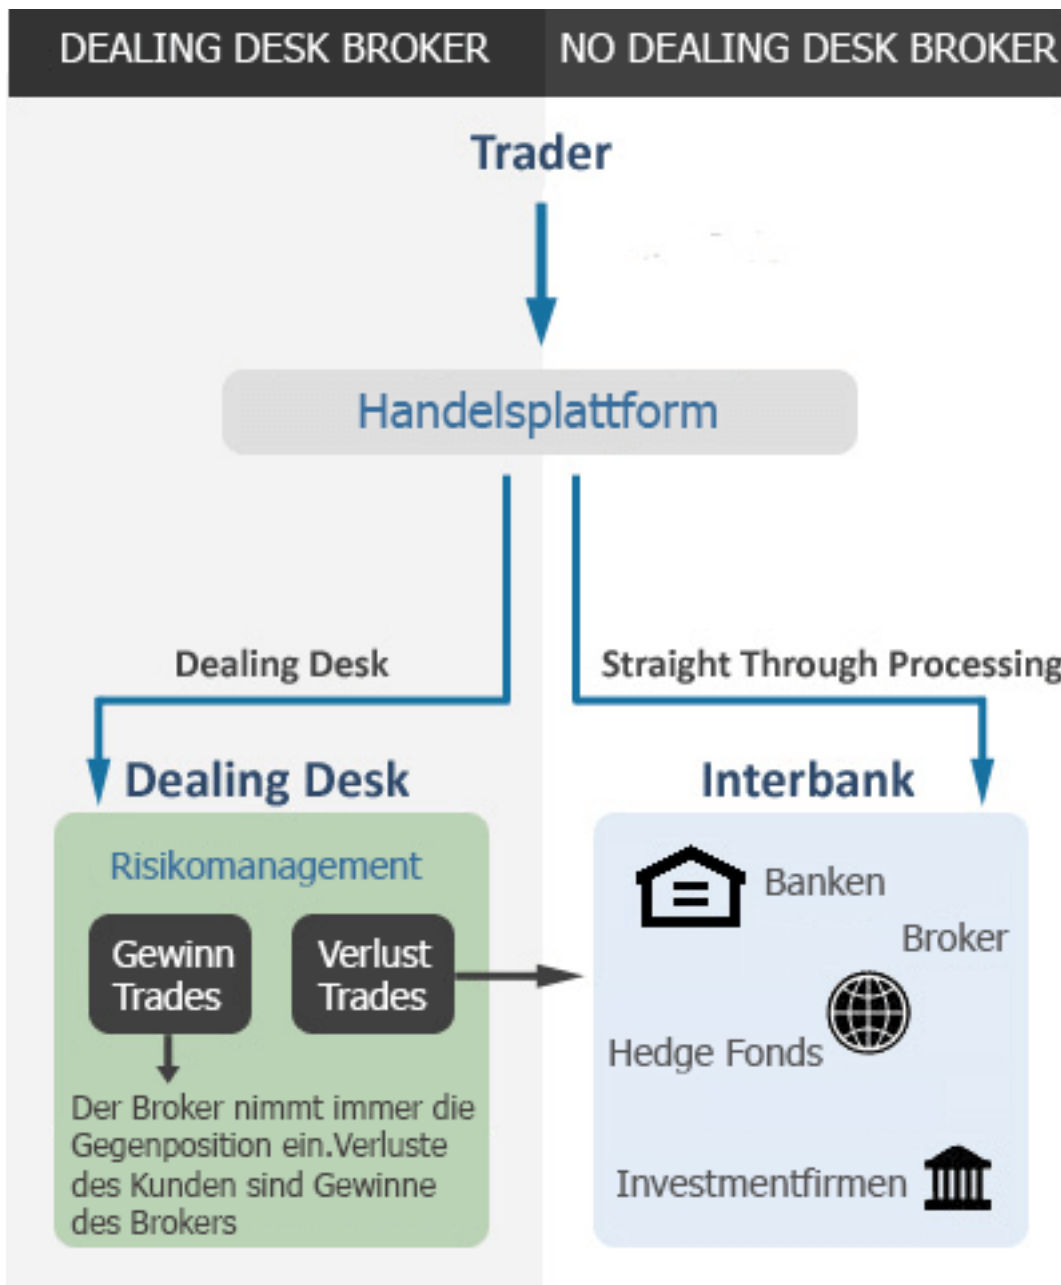 DEALING DESK BROKER
NO DEALING DESK BROKER
Trader
Handelsplattform
Dealing Desk
Straight Through Processing
Dealing Desk
Interbank
Risikomanagement
Gewinn
Trades
Verlust
Trades
Der Broker nimmt immer die
Gegenposition ein.Verluste
des Kunden sind Gewinne
des Brokers
Banken
Broker
Hedge Fonds
Investmentfirmen